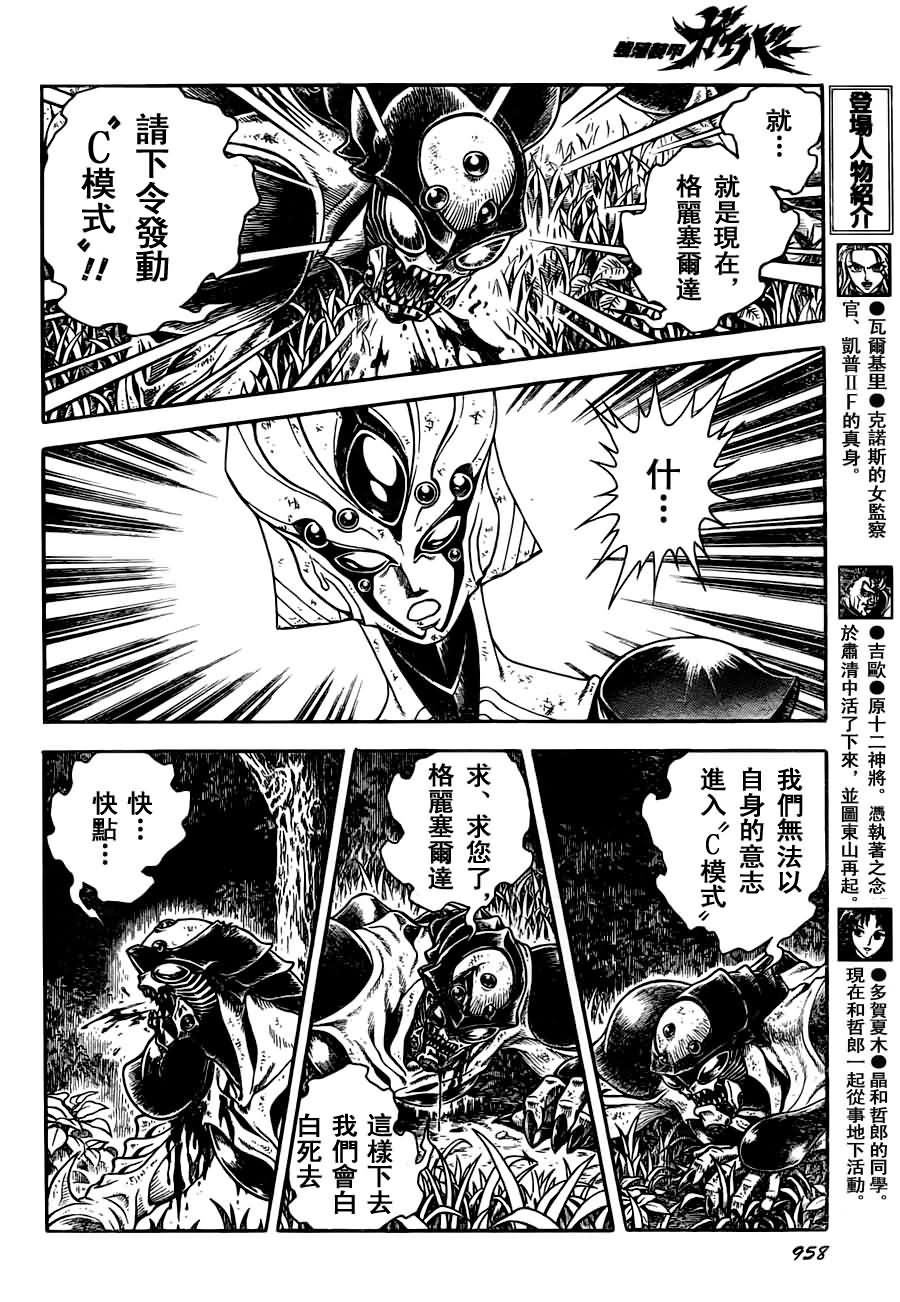 強殖裝甲
ガイバー
就…
就是現在，
格麗塞爾達
請下令發動
〝C模式〞!!
什…
我們無法以
自身的意志
進入〝C模式〞
求、求您了，
格麗塞爾達
這樣下去
我們會白
白死去
快…
快點…
登場人物紹介
●瓦爾基里●克諾斯的女監察
官、凱普ⅡF的真身。
●吉歐●原十二神將。憑執著之念
於肅清中活了下來，並圖東山再起。
●多賀夏木●晶和哲郎的同學。
現在和哲郎一起從事地下活動。
958